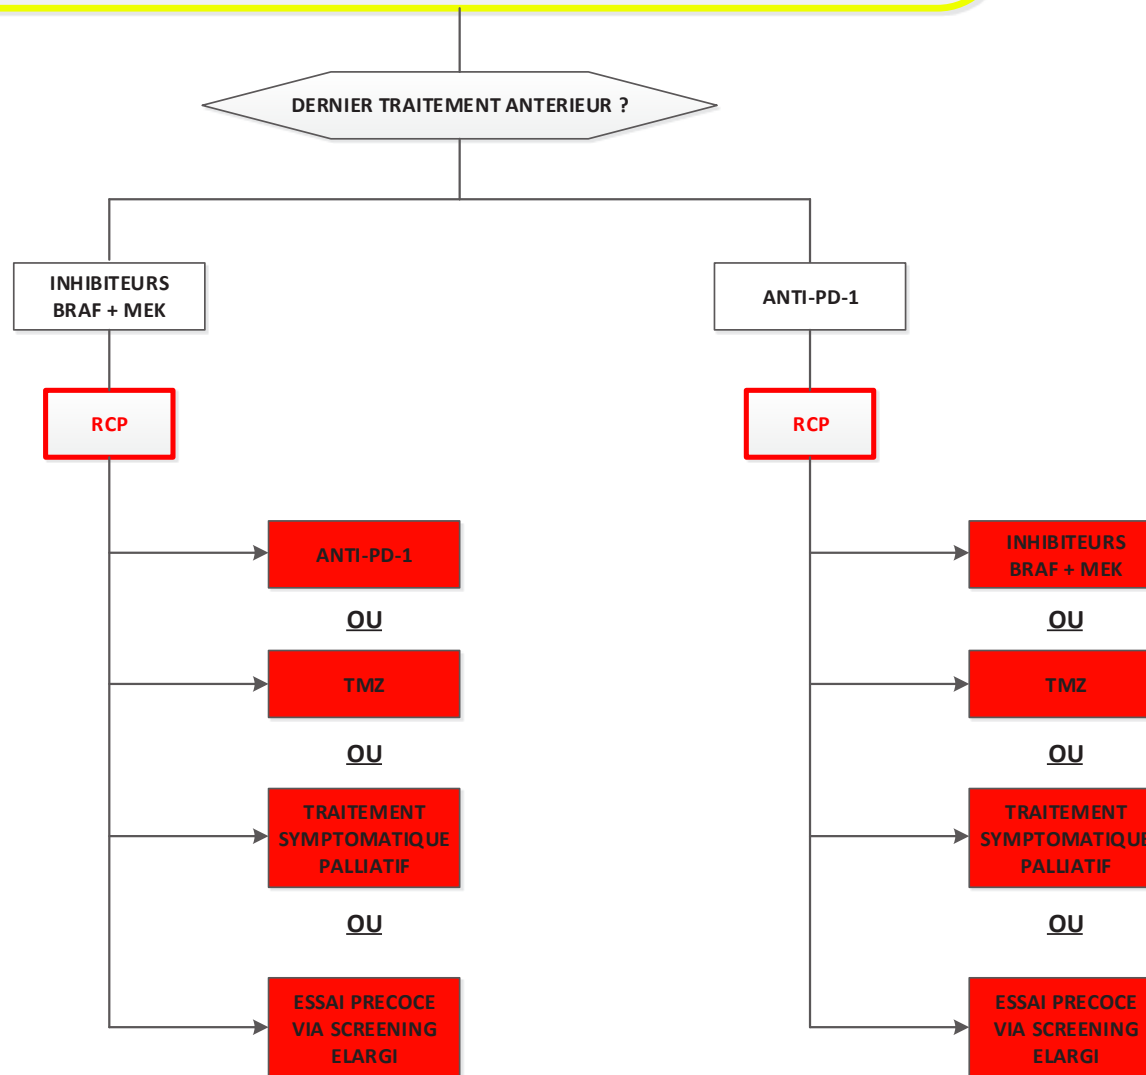 DERNIER TRAITEMENT ANTERIEUR ?
INHIBITEURS
BRAF + MEK
RCP
ANTI-PD-1
OU
TMZ
OU
TRAITEMENT
SYMPTOMATIQUE
PALLIATIF
OU
ESSAI PRECOCE
VIA SCREENING
ELARGI
ANTI-PD-1
RCP
INHIBITEURS
BRAF + MEK
OU
TMZ
OU
TRAITEMENT
SYMPTOMATIQUE
PALLIATIF
OU
ESSAI PRECOCE
VIA SCREENING
ELARGI